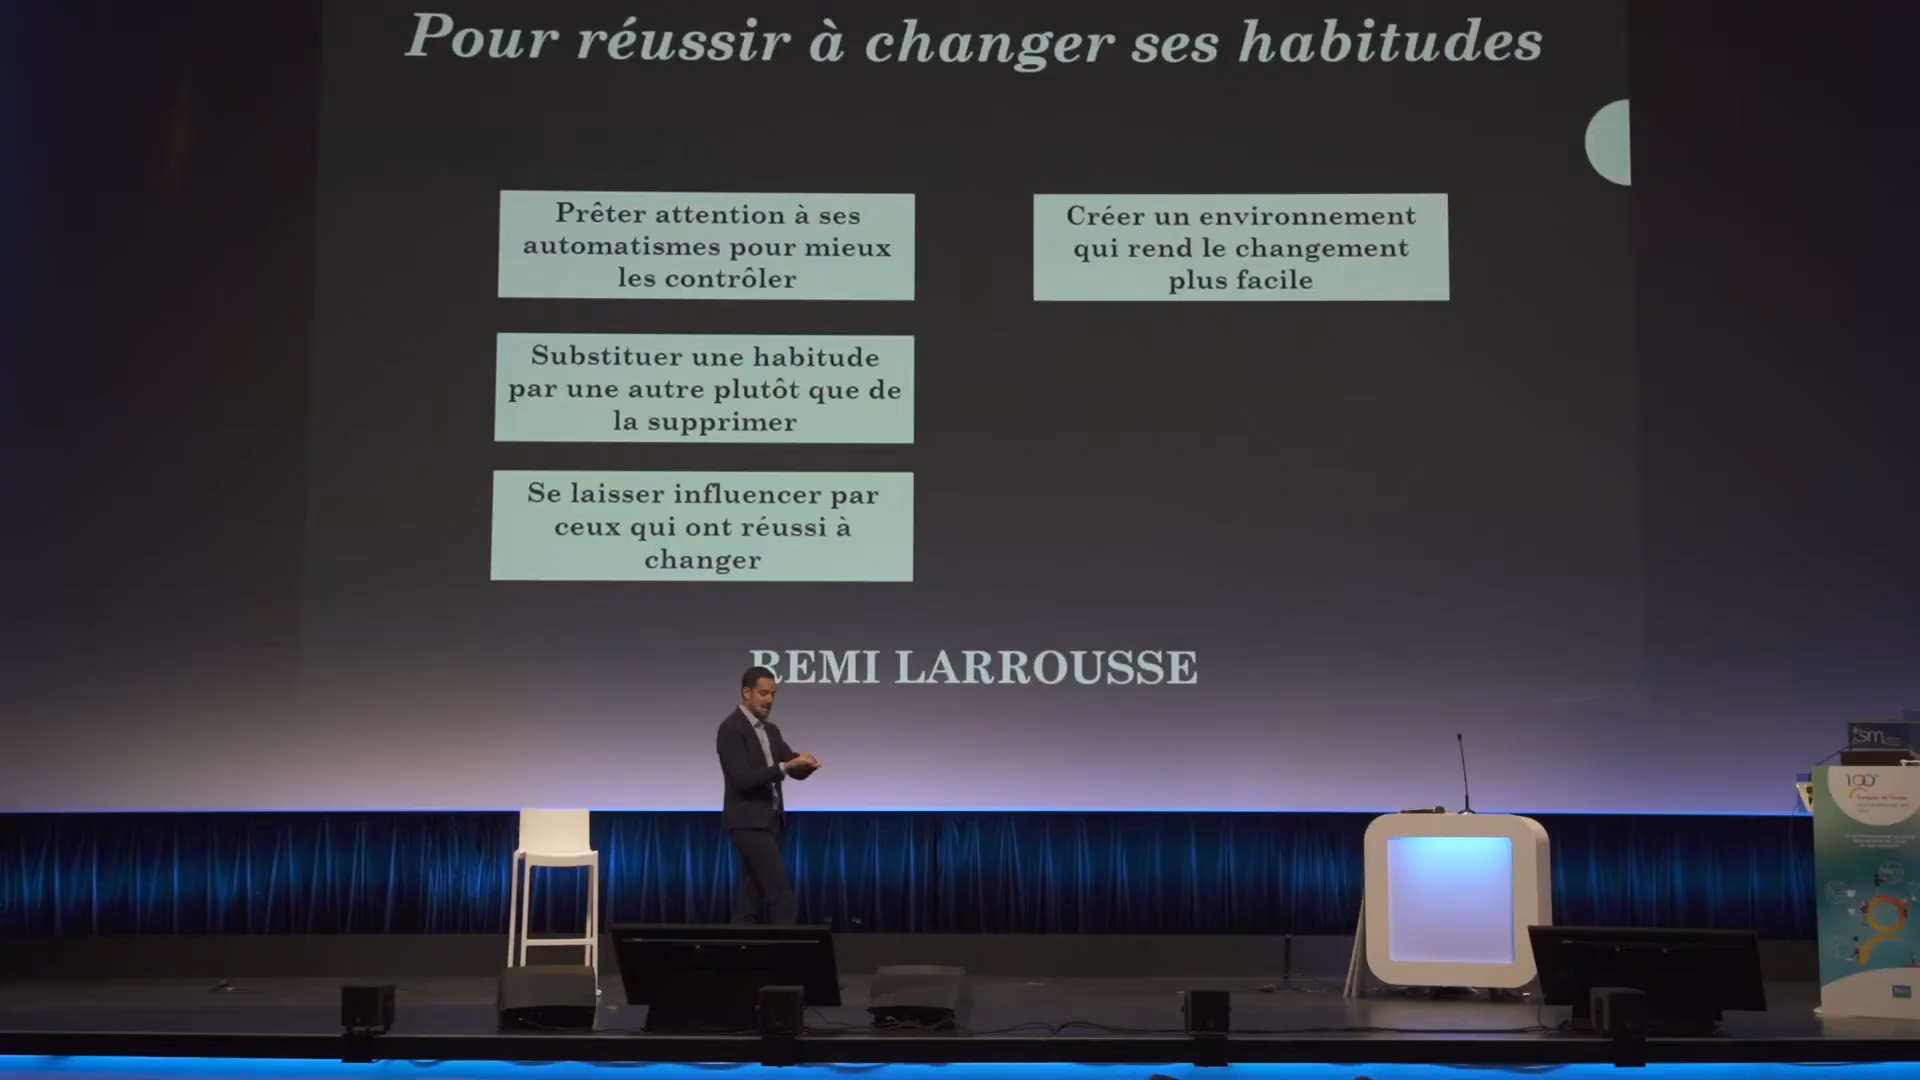 Pour réussir à changer ses habitudes
Prêter attention à ses
automatismes pour mieux
les contrôler
Substituer une habitude
par une autre plutôt que de
la supprimer
Se laisser influencer par
ceux qui ont réussi à
changer
Créer un environnement
qui rend le changement
plus facile
REMI LARROUSSE
sm
100